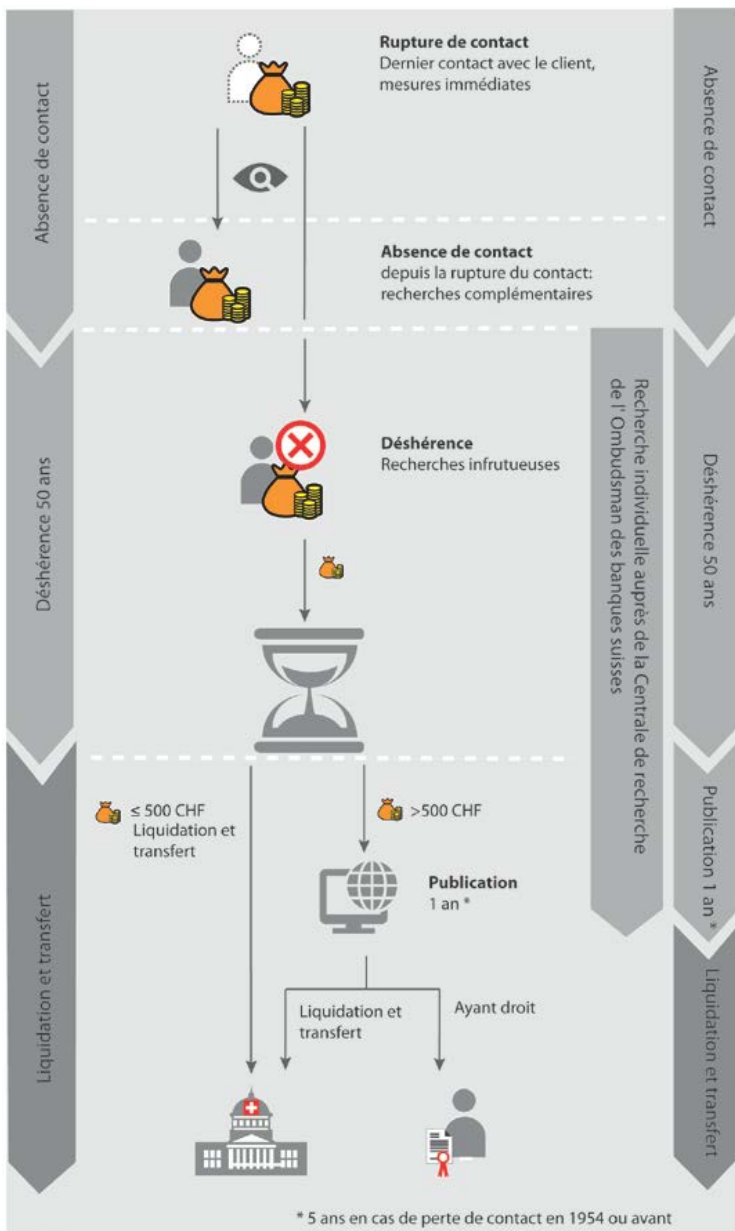 Absence de contact
Déshérence 50 ans
Liquidation et transfert
Rupture de contact
Dernier contact avec le client,
mesures immédiates
Absence de contact
depuis la rupture du contact:
recherches complémentaires
Déshérence
Recherches infrutueuses
≤ 500 CHF
Liquidation et
transfert
>500 CHF
Publication
1 an *
Liquidation et
transfert
Ayant droit
Recherche individuelle auprès de la Centrale de recherche
de l' Ombudsman des banques suisses
Absence de contact
Déshérence 50 ans
Publication 1 an *
Liquidation et transfert
* 5 ans en cas de perte de contact en 1954 ou avant